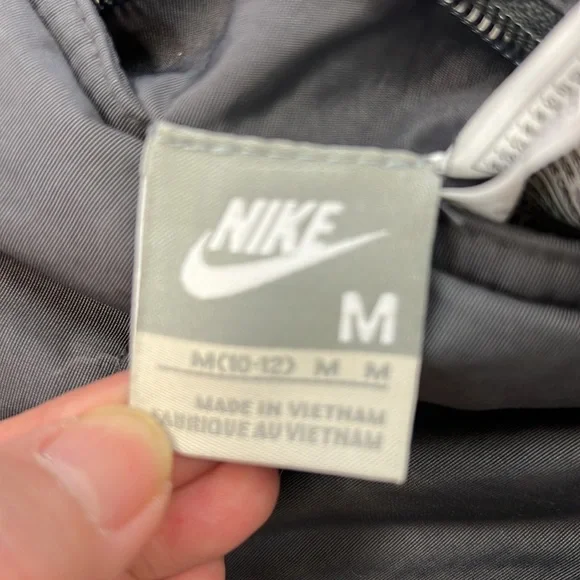 NIKE
M
M(10-12) M M
MADE IN VIETNAM
FABRIQUE AU VIETNAM